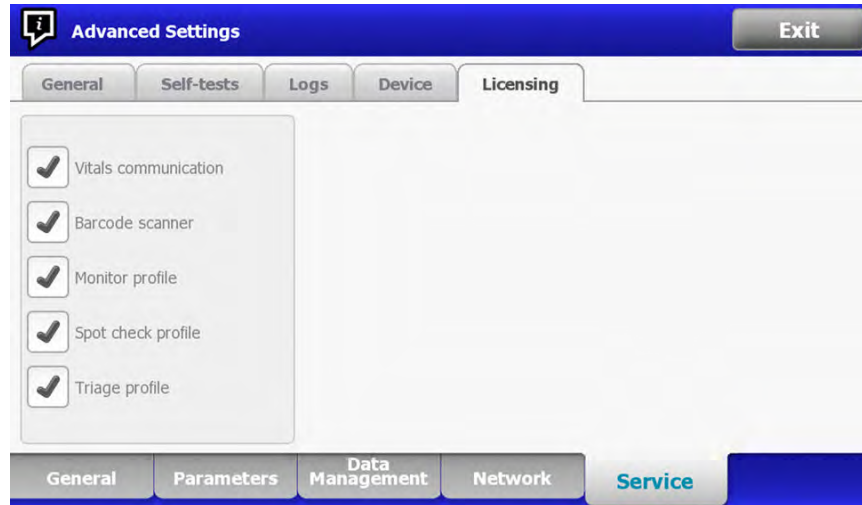 Advanced Settings
Exit
General
Self-tests
Logs
Device
Licensing
Vitals communication
Barcode scanner
Monitor profile
Spot check profile
Triage profile
General
Parameters
Data
Management
Network
Service